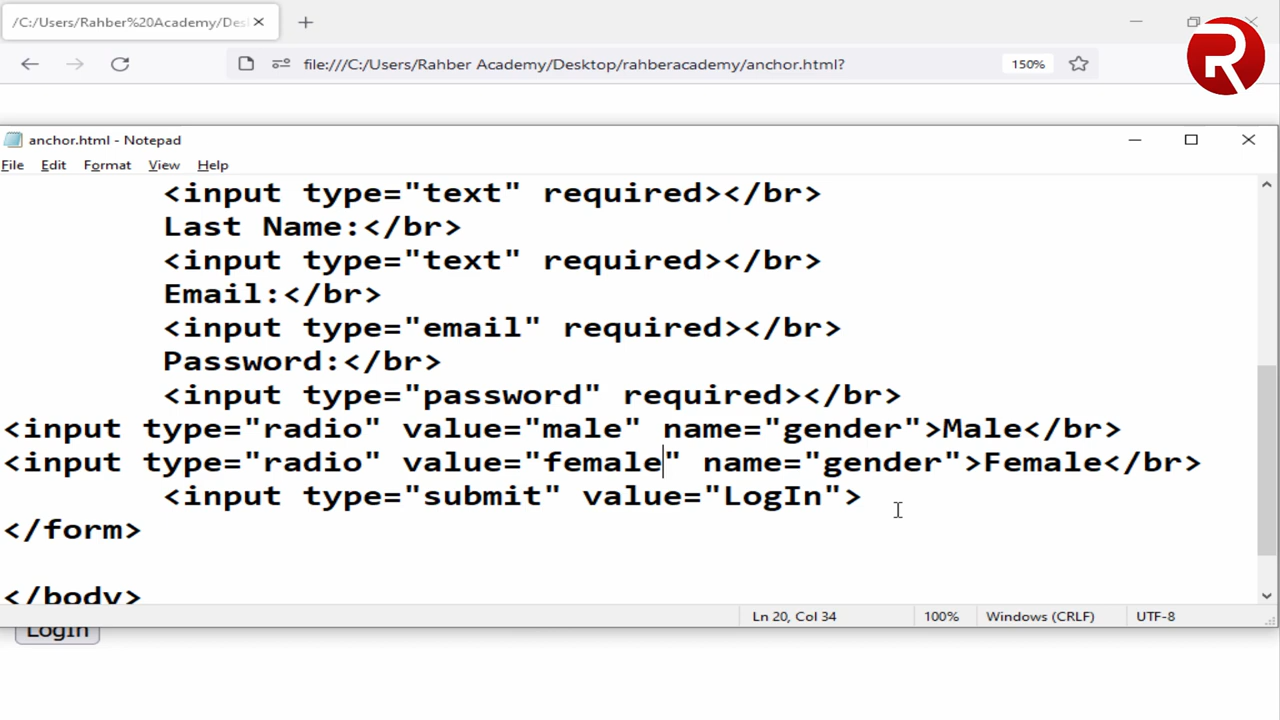 /C:/Users/Rahber%20Academy/Des
file:///C:/Users/Rahber Academy/Desktop/rahberacademy/anchor.html?
150%
R
anchor.html - Notepad
File Edit Format View Help
<input type="text" required></br>
Last Name:</br>
<input type="text" required></br>
Email:</br>
<input type="email" required></br>
Password:</br>
<input type="password" required></br>
<input type="radio" value="male" name="gender">Male</br>
<input type="radio" value="female" name="gender">Female</br>
<input type="submit" value="LogIn">
</form>
</body>
Ln 20, Col 34
100%
Windows (CRLF)
UTF-8
LogIn